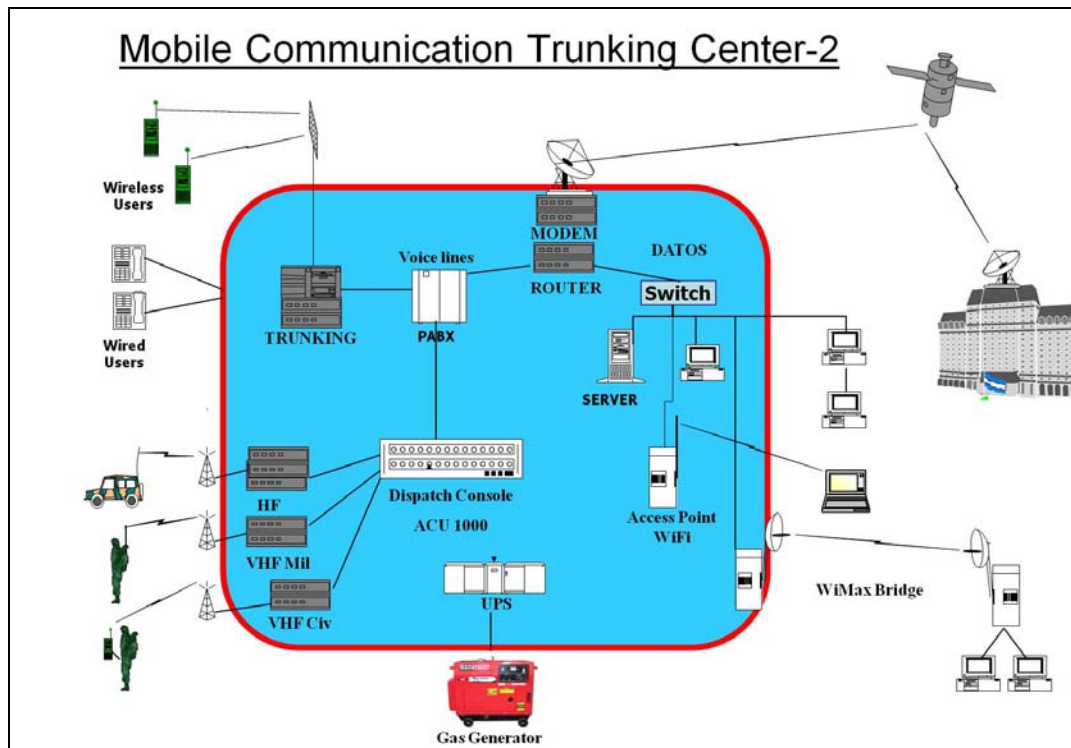 Mobile Communication Trunking Center-2
Wireless
Users
MODEM
Voice lines
DATOS
ROUTER
Switch
TRUNKING
PABX
Wired
Users
SERVER
Dispatch Console
ACU 1000
HF
Access Point
WiFi
VHF Mil
WiMax Bridge
UPS
VHF Civ
Gas Generator